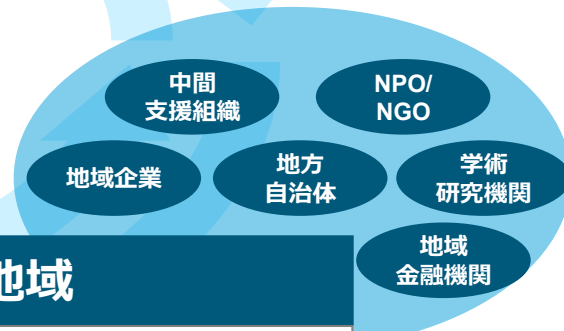 中間
支援組織
NPO/
NGO
地域企業
地方
自治体
学術
研究機関
地域
金融機関
地域